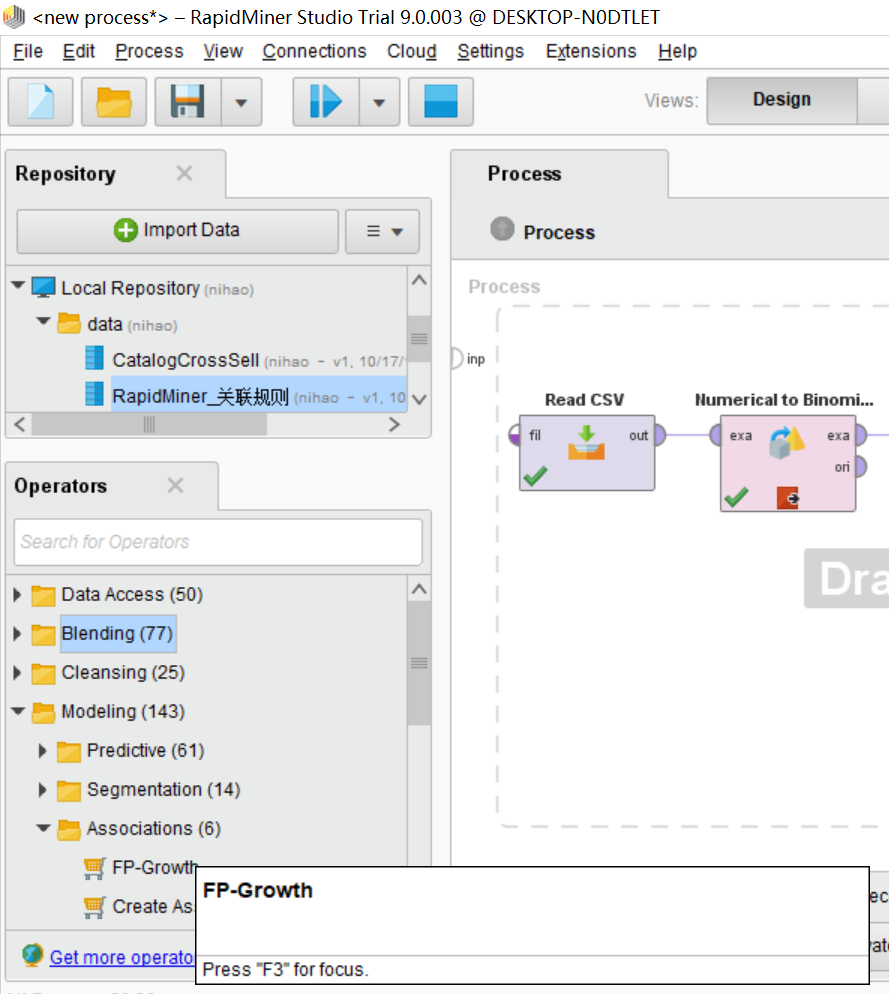 <new process*> – RapidMiner Studio Trial 9.0.003 @ DESKTOP-N0DTLET
File Edit Process View Connections Cloud Settings Extensions Help
Views: Design
Repository
Import Data
Local Repository (nihao)
data (nihao)
CatalogCrossSell (nihao – v1, 10/17/
RapidMiner_关联规则 (nihao – v1, 10
Operators
Search for Operators
Data Access (50)
Blending (77)
Cleansing (25)
Modeling (143)
Predictive (61)
Segmentation (14)
Associations (6)
FP-Growth
Create As
Get more operato
Process
Process
Process
inp
Read CSV
fil out
Numerical to Binomi...
exa exa
ori
Dra
FP-Growth
Press "F3" for focus.